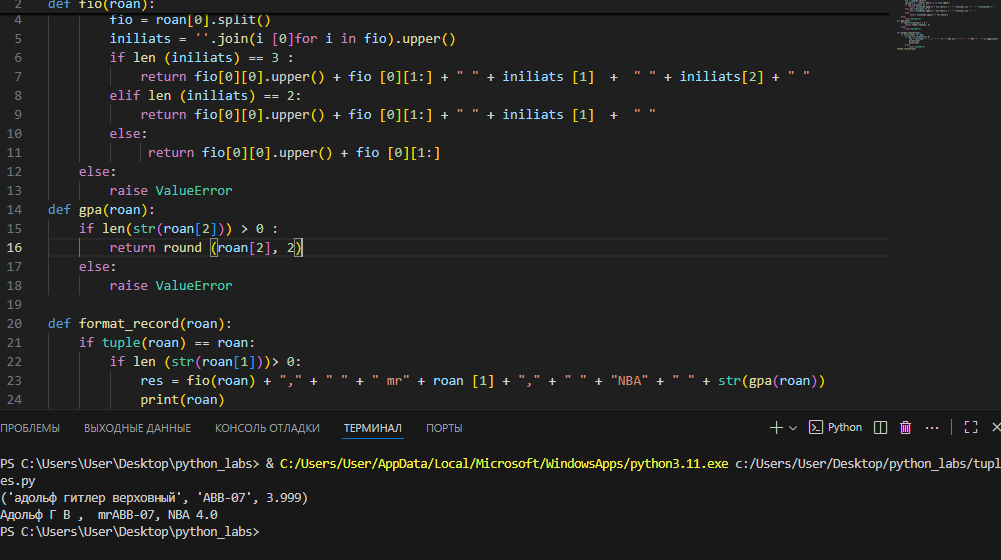 2 def fio(roan):
4 fio = roan[0].split()
5 iniliats = ''.join(i [0]for i in fio).upper()
6 if len (iniliats) == 3 :
7 return fio[0][0].upper() + fio [0][1:] + " " + iniliats [1]  +  " " + iniliats[2] + " "
8 elif len (iniliats) == 2:
9 return fio[0][0].upper() + fio [0][1:] + " " + iniliats [1]  +  " "
10 else:
11 return fio[0][0].upper() + fio [0][1:]
12 else:
13 raise ValueError
14 def gpa(roan):
15 if len(str(roan[2])) > 0 :
16 return round (roan[2], 2)
17 else:
18 raise ValueError
19
20 def format_record(roan):
21 if tuple(roan) == roan:
22 if len (str(roan[1]))> 0:
23 res = fio(roan) + "," + " " + " mr" + roan [1] + "," + " " + "NBA" + " " + str(gpa(roan))
24 print(roan)
ПРОБЛЕМЫ ВЫХОДНЫЕ ДАННЫЕ КОНСОЛЬ ОТЛАДКИ ТЕРМИНАЛ ПОРТЫ Python
PS C:\Users\User\Desktop\python_labs> & C:/Users/User/AppData/Local/Microsoft/WindowsApps/python3.11.exe c:/Users/User/Desktop/python_labs/tupl
es.py
('адольф гитлер верховный', 'ABB-07', 3.999)
Адольф Г В ,  mrABB-07, NBA 4.0
PS C:\Users\User\Desktop\python_labs>